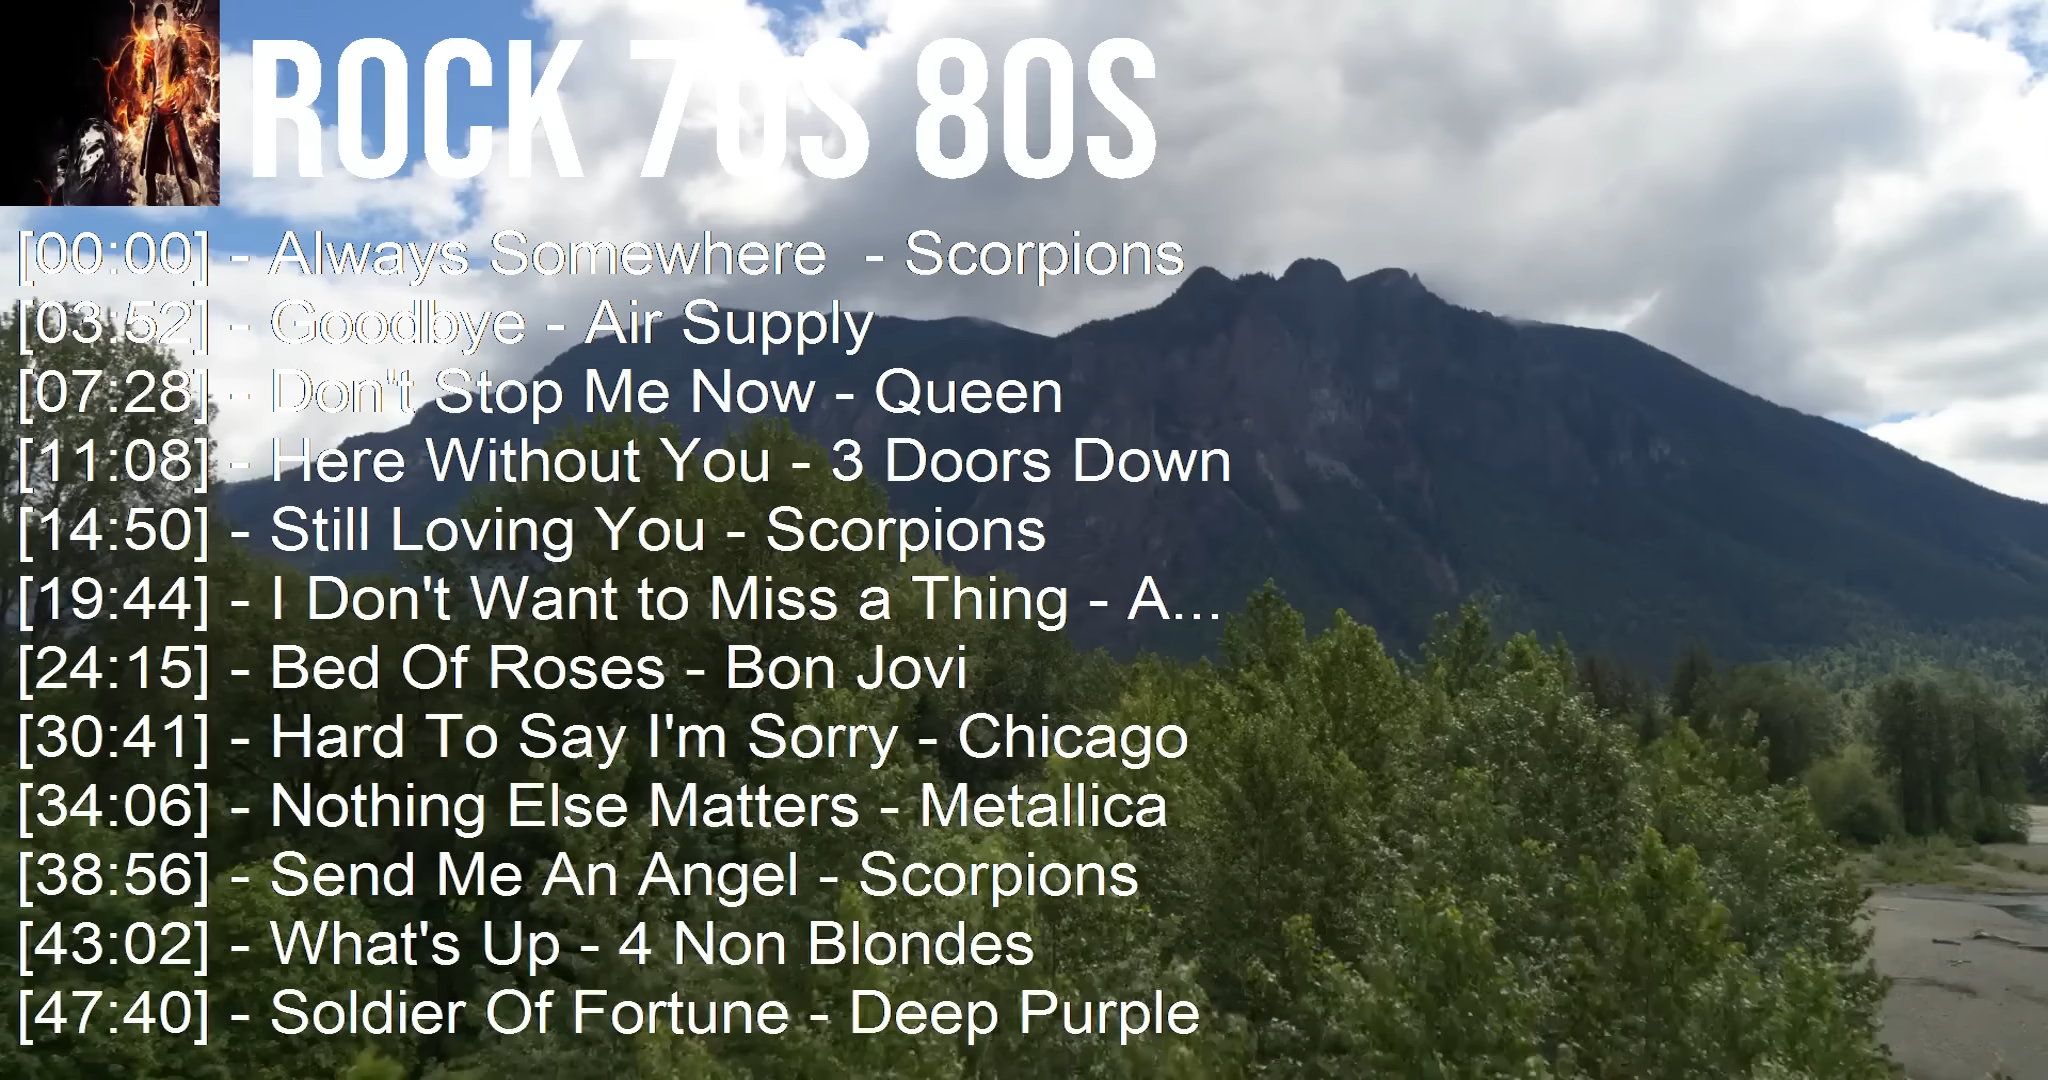 ROCK 70S 80S
[00:00] - Always Somewhere  - Scorpions
[03:52] - Goodbye - Air Supply
[07:28] - Don't Stop Me Now - Queen
[11:08] - Here Without You - 3 Doors Down
[14:50] - Still Loving You - Scorpions
[19:44] - I Don't Want to Miss a Thing - A...
[24:15] - Bed Of Roses - Bon Jovi
[30:41] - Hard To Say I'm Sorry - Chicago
[34:06] - Nothing Else Matters - Metallica
[38:56] - Send Me An Angel - Scorpions
[43:02] - What's Up - 4 Non Blondes
[47:40] - Soldier Of Fortune - Deep Purple